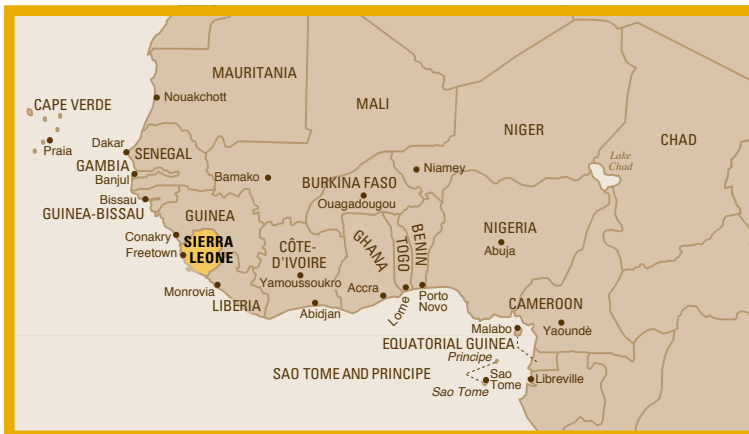 MAURITANIA
Nouakchott
MALI
CAPE VERDE
NIGER
CHAD
Praia
Dakar
SENEGAL
Lake
Chad
GAMBIA
Banjul
Niamey
Bamako
BURKINA FASO
Ouagadougou
Bissau
GUINEA-BISSAU
GUINEA
NIGERIA
Abuja
Conakry
SIERRA
LEONE
Freetown
CÔTE-
D'IVOIRE
Yamoussoukro
GHANA
TOGO
BENIN
Monrovia
LIBERIA
Abidjan
Accra
Lome
Porto
Novo
CAMEROON
Malabo
Yaoundè
EQUATORIAL GUINEA
Principe
SAO TOME AND PRINCIPE
Sao
Tome
Sao Tome
Libreville